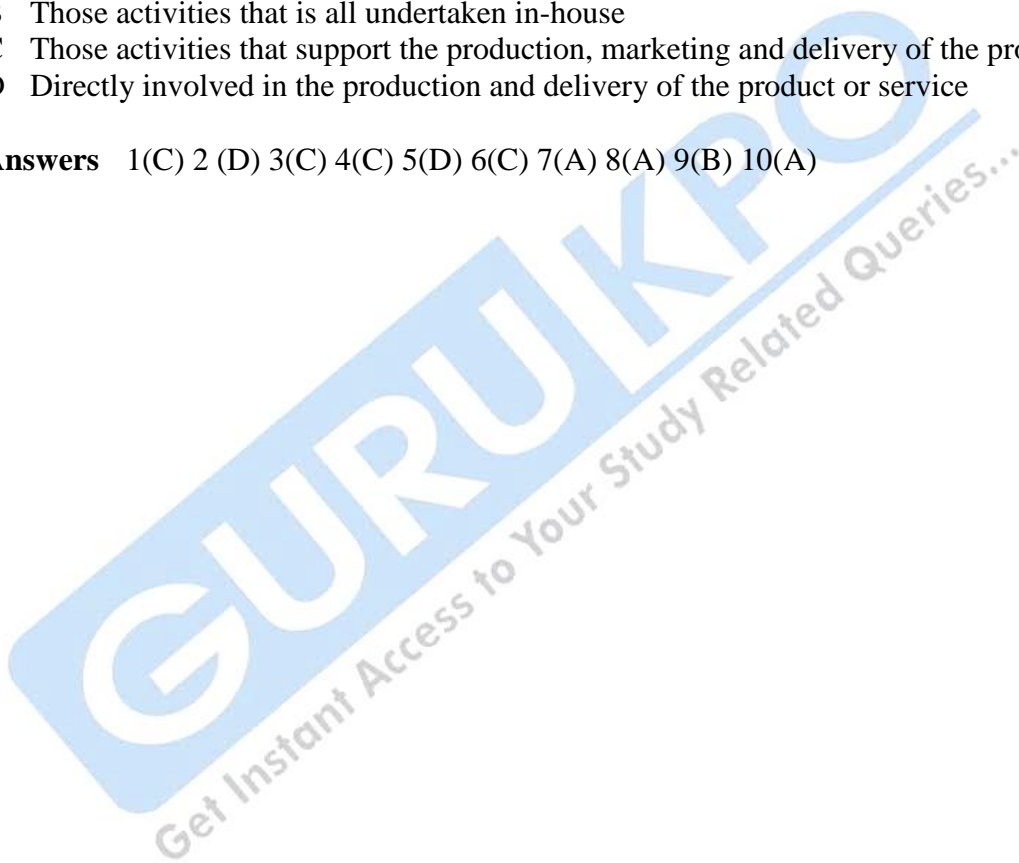 Those activities that is all undertaken in-house
C Those activities that support the production, marketing and delivery of the
D Directly involved in the production and delivery of the product or service
Answers 1(C) 2 (D) 3(C) 4(C) 5(D) 6(C) 7(A) 8(A) 9(B) 10(A)
GURUKPO
Get Instant Access to Your Study Related Queries...